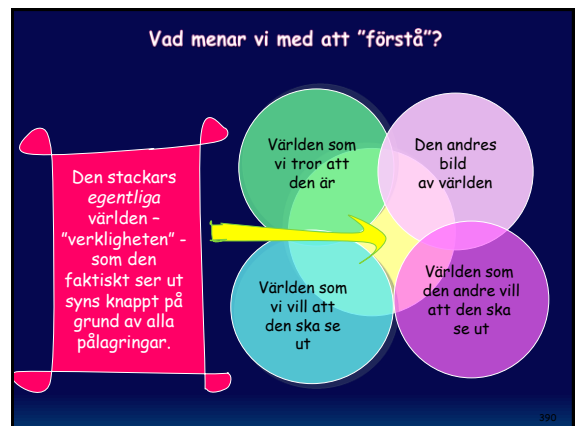 Vad menar vi med att ”förstå”?
Den stackars
egentliga
världen –
”verkligheten” -
som den
faktiskt ser ut
syns knappt på
grund av alla
pålagringar.
Världen som
vi tror att
den är
Den andres
bild
av världen
Världen som
vi vill att
den ska se
ut
Världen som
den andre vill
att den ska
se ut
390